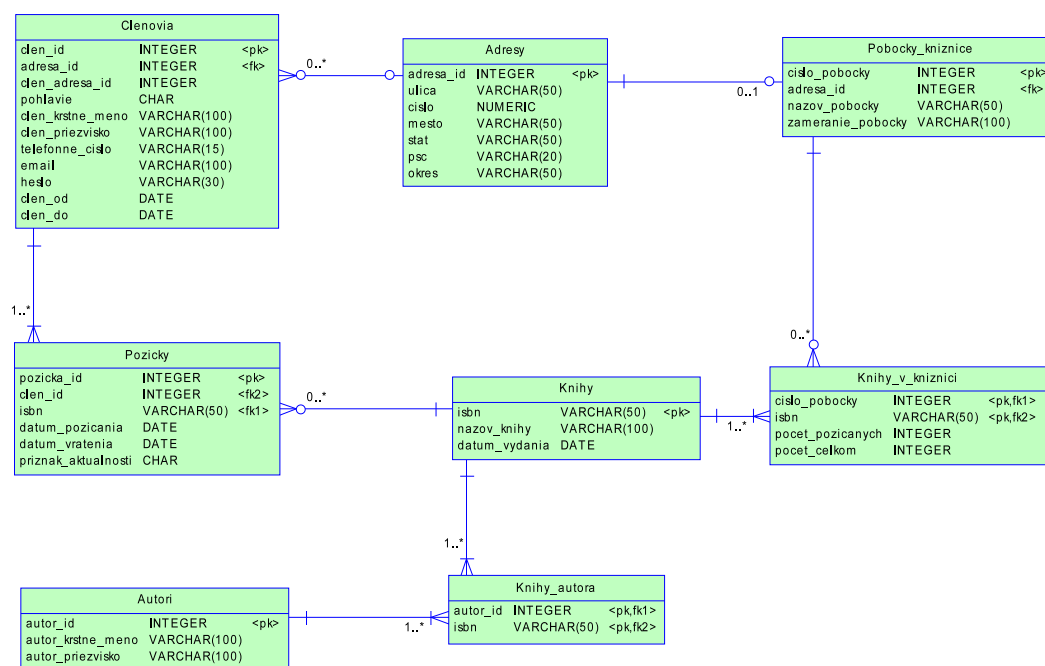 Clenovia
clen_id INTEGER <pk>
adresa_id INTEGER <fk>
clen_adresa_id INTEGER
pohlavie CHAR
clen_krstne_meno VARCHAR(100)
clen_priezvisko VARCHAR(100)
telefonne_cislo VARCHAR(15)
email VARCHAR(100)
heslo VARCHAR(30)
clen_od DATE
clen_do DATE
0..*
Adresy
adresa_id INTEGER <pk>
ulica VARCHAR(50)
cislo NUMERIC
mesto VARCHAR(50)
stat VARCHAR(50)
psc VARCHAR(20)
okres VARCHAR(50)
0..1
Pobocky_kniznice
cislo_pobocky INTEGER <pk>
adresa_id INTEGER <fk>
nazov_pobocky VARCHAR(50)
zameranie_pobocky VARCHAR(100)
1..*
0..*
Pozicky
pozicka_id INTEGER <pk>
clen_id INTEGER <fk2>
isbn VARCHAR(50) <fk1>
datum_pozicania DATE
datum_vratenia DATE
priznak_aktualnosti CHAR
0..*
Knihy
isbn VARCHAR(50) <pk>
nazov_knihy VARCHAR(100)
datum_vydania DATE
1..*
Knihy_v_kniznici
cislo_pobocky INTEGER <pk,fk1>
isbn VARCHAR(50) <pk,fk2>
pocet_pozicanych INTEGER
pocet_celkom INTEGER
1..*
Autori
autor_id INTEGER <pk>
autor_krstne_meno VARCHAR(100)
autor_priezvisko VARCHAR(100)
1..*
Knihy_autora
autor_id INTEGER <pk,fk1>
isbn VARCHAR(50) <pk,fk2>